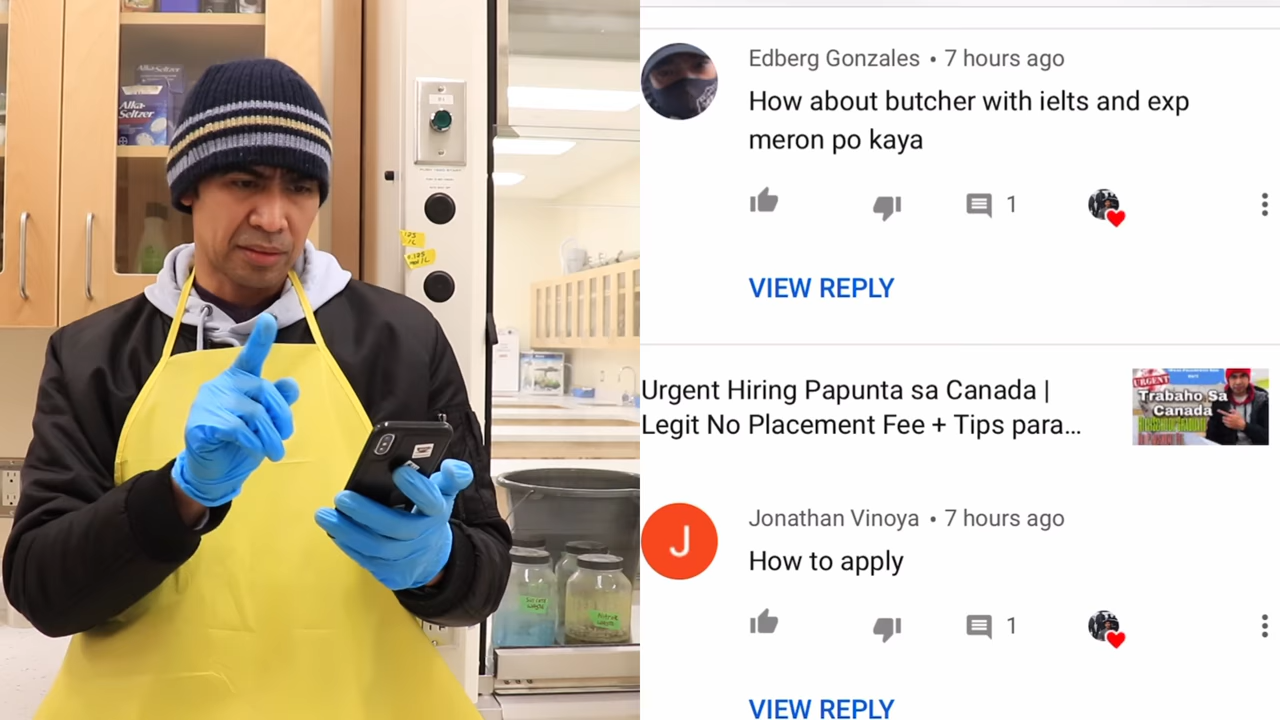 Alka-Seltzer
Alka-
Seltzer
Edberg Gonzales • 7 hours ago
How about butcher with ielts and exp
meron po kaya
1
VIEW REPLY
Urgent Hiring Papunta sa Canada |
Legit No Placement Fee + Tips para...
URGENT
Trabaho Sa
Canada
J
Jonathan Vinoya • 7 hours ago
How to apply
1
VIEW REPLY